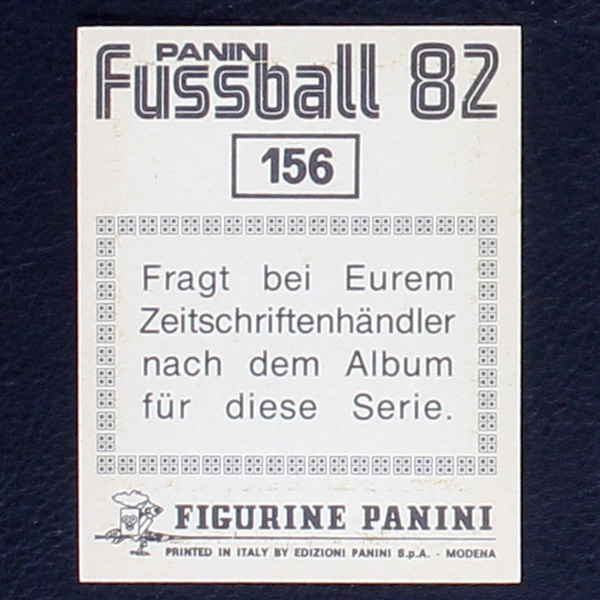 PANINI
Fussball 82
156
Fragt bei Eurem
Zeitschriftenhändler
nach dem Album
für diese Serie.
FIGURINE PANINI
PRINTED IN ITALY BY EDIZIONI PANINI S.p.A. - MODENA